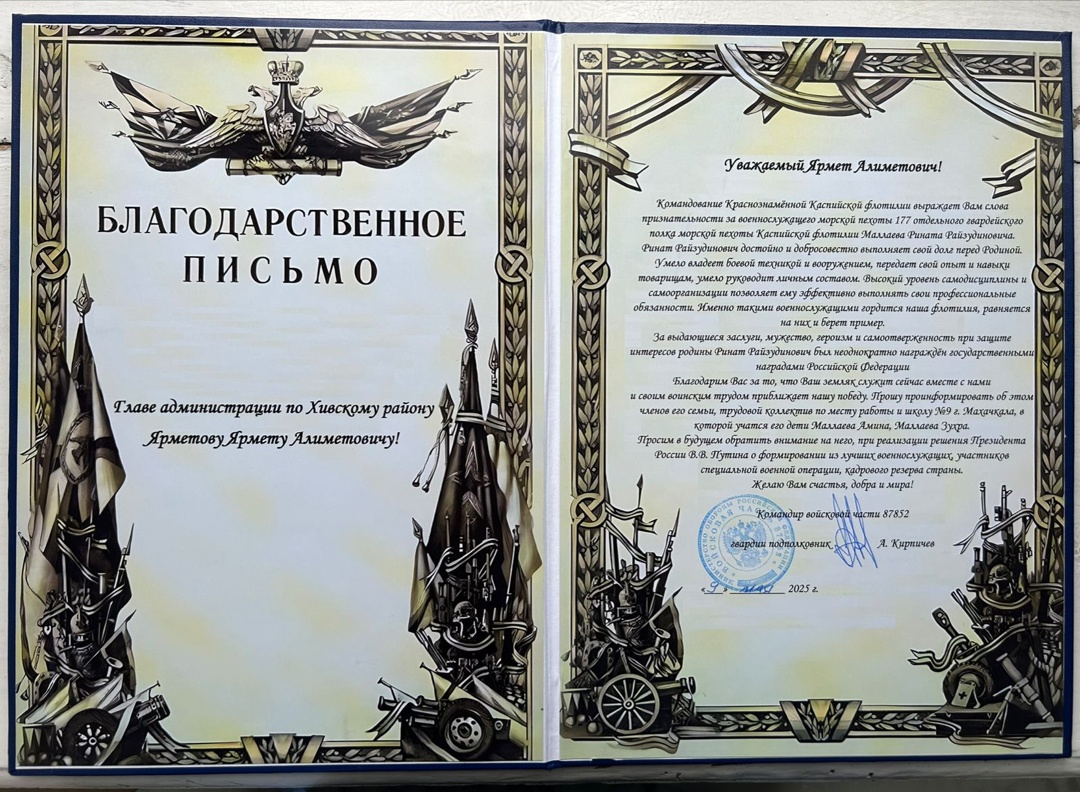 БЛАГОДАРСТВЕННОЕ
ПИСЬМО
Главе администрации по Хивскому району
Ярметову Ярмету Алиметовичу!
Уважаемый Ярмет Алиметович!
Командование Краснознамённой Каспийской флотилии выражает Вам слова
признательности за военнослужащего морской пехоты 177 отдельного гвардейского
полка морской пехоты Каспийской флотилии Маллаева Рината Райзудиновича.
Ринат Райзудинович достойно и добросовестно выполняет свой долг перед Родиной.
Умело владеет боевой техникой и вооружением, передает свой опыт и навыки
товарищам, умело руководит личным составом. Высокий уровень самодисциплины и
самоорганизации позволяет ему эффективно выполнять свои профессиональные
обязанности. Именно такими военнослужащими гордится наша флотилия, равняется
на них и берет пример.
За выдающиеся заслуги, мужество, героизм и самоотверженность при защите
интересов родины Ринат Райзудинович был неоднократно награждён государственными
наградами Российской Федерации
Благодарим Вас за то, что Ваш земляк служит сейчас вместе с нами
и своим воинским трудом приближает нашу победу. Прошу проинформировать об этом
членов его семьи, трудовой коллектив по месту работы и школу №9 г. Махачкала, в
которой учатся его дети Маллаева Амина, Маллаева Зухра.
Просим в будущем обратить внимание на него, при реализации решения Президента
России В.В. Путина о формировании из лучших военнослужащих, участников
специальной военной операции, кадрового резерва страны.
Желаю Вам счастья, добра и мира!
Командир войсковой части 87852
гвардии подполковник А. Кирпичев
« 9 » мая 2025 г.
ВОЙСКОВАЯ ЧАСТЬ